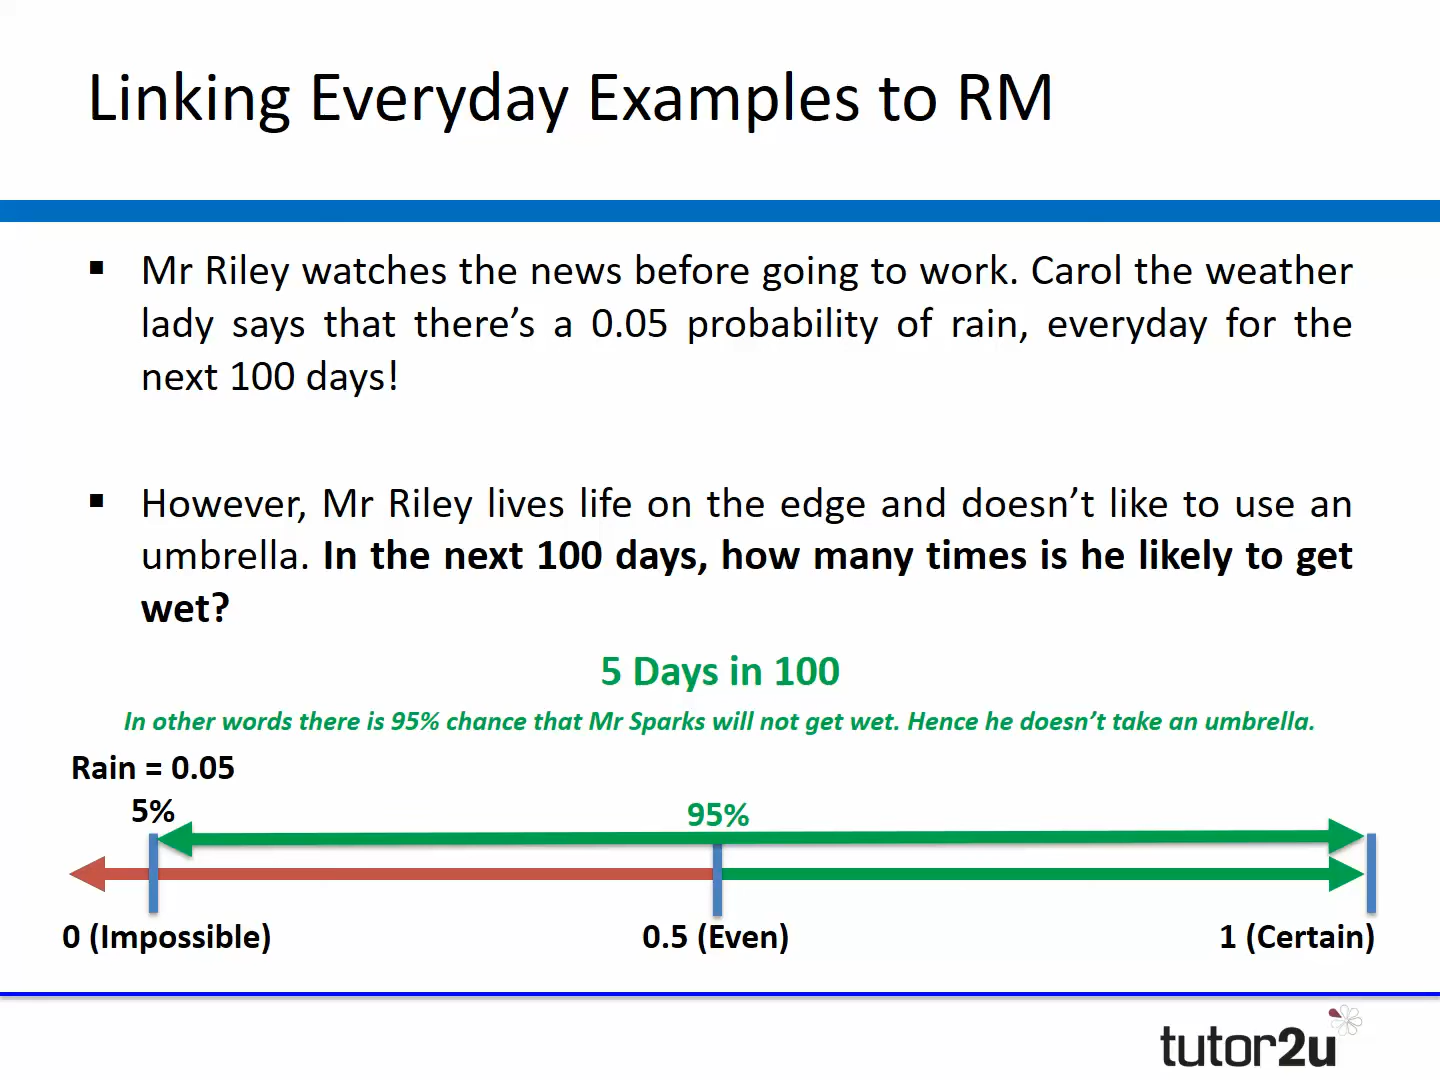 Linking Everyday Examples to RM
▪ Mr Riley watches the news before going to work. Carol the weather
lady says that there’s a 0.05 probability of rain, everyday for the
next 100 days!
▪ However, Mr Riley lives life on the edge and doesn’t like to use an
umbrella. In the next 100 days, how many times is he likely to get
wet?
5 Days in 100
In other words there is 95% chance that Mr Sparks will not get wet. Hence he doesn’t take an umbrella.
Rain = 0.05
5%
95%
0 (Impossible)
0.5 (Even)
1 (Certain)
tutor2u